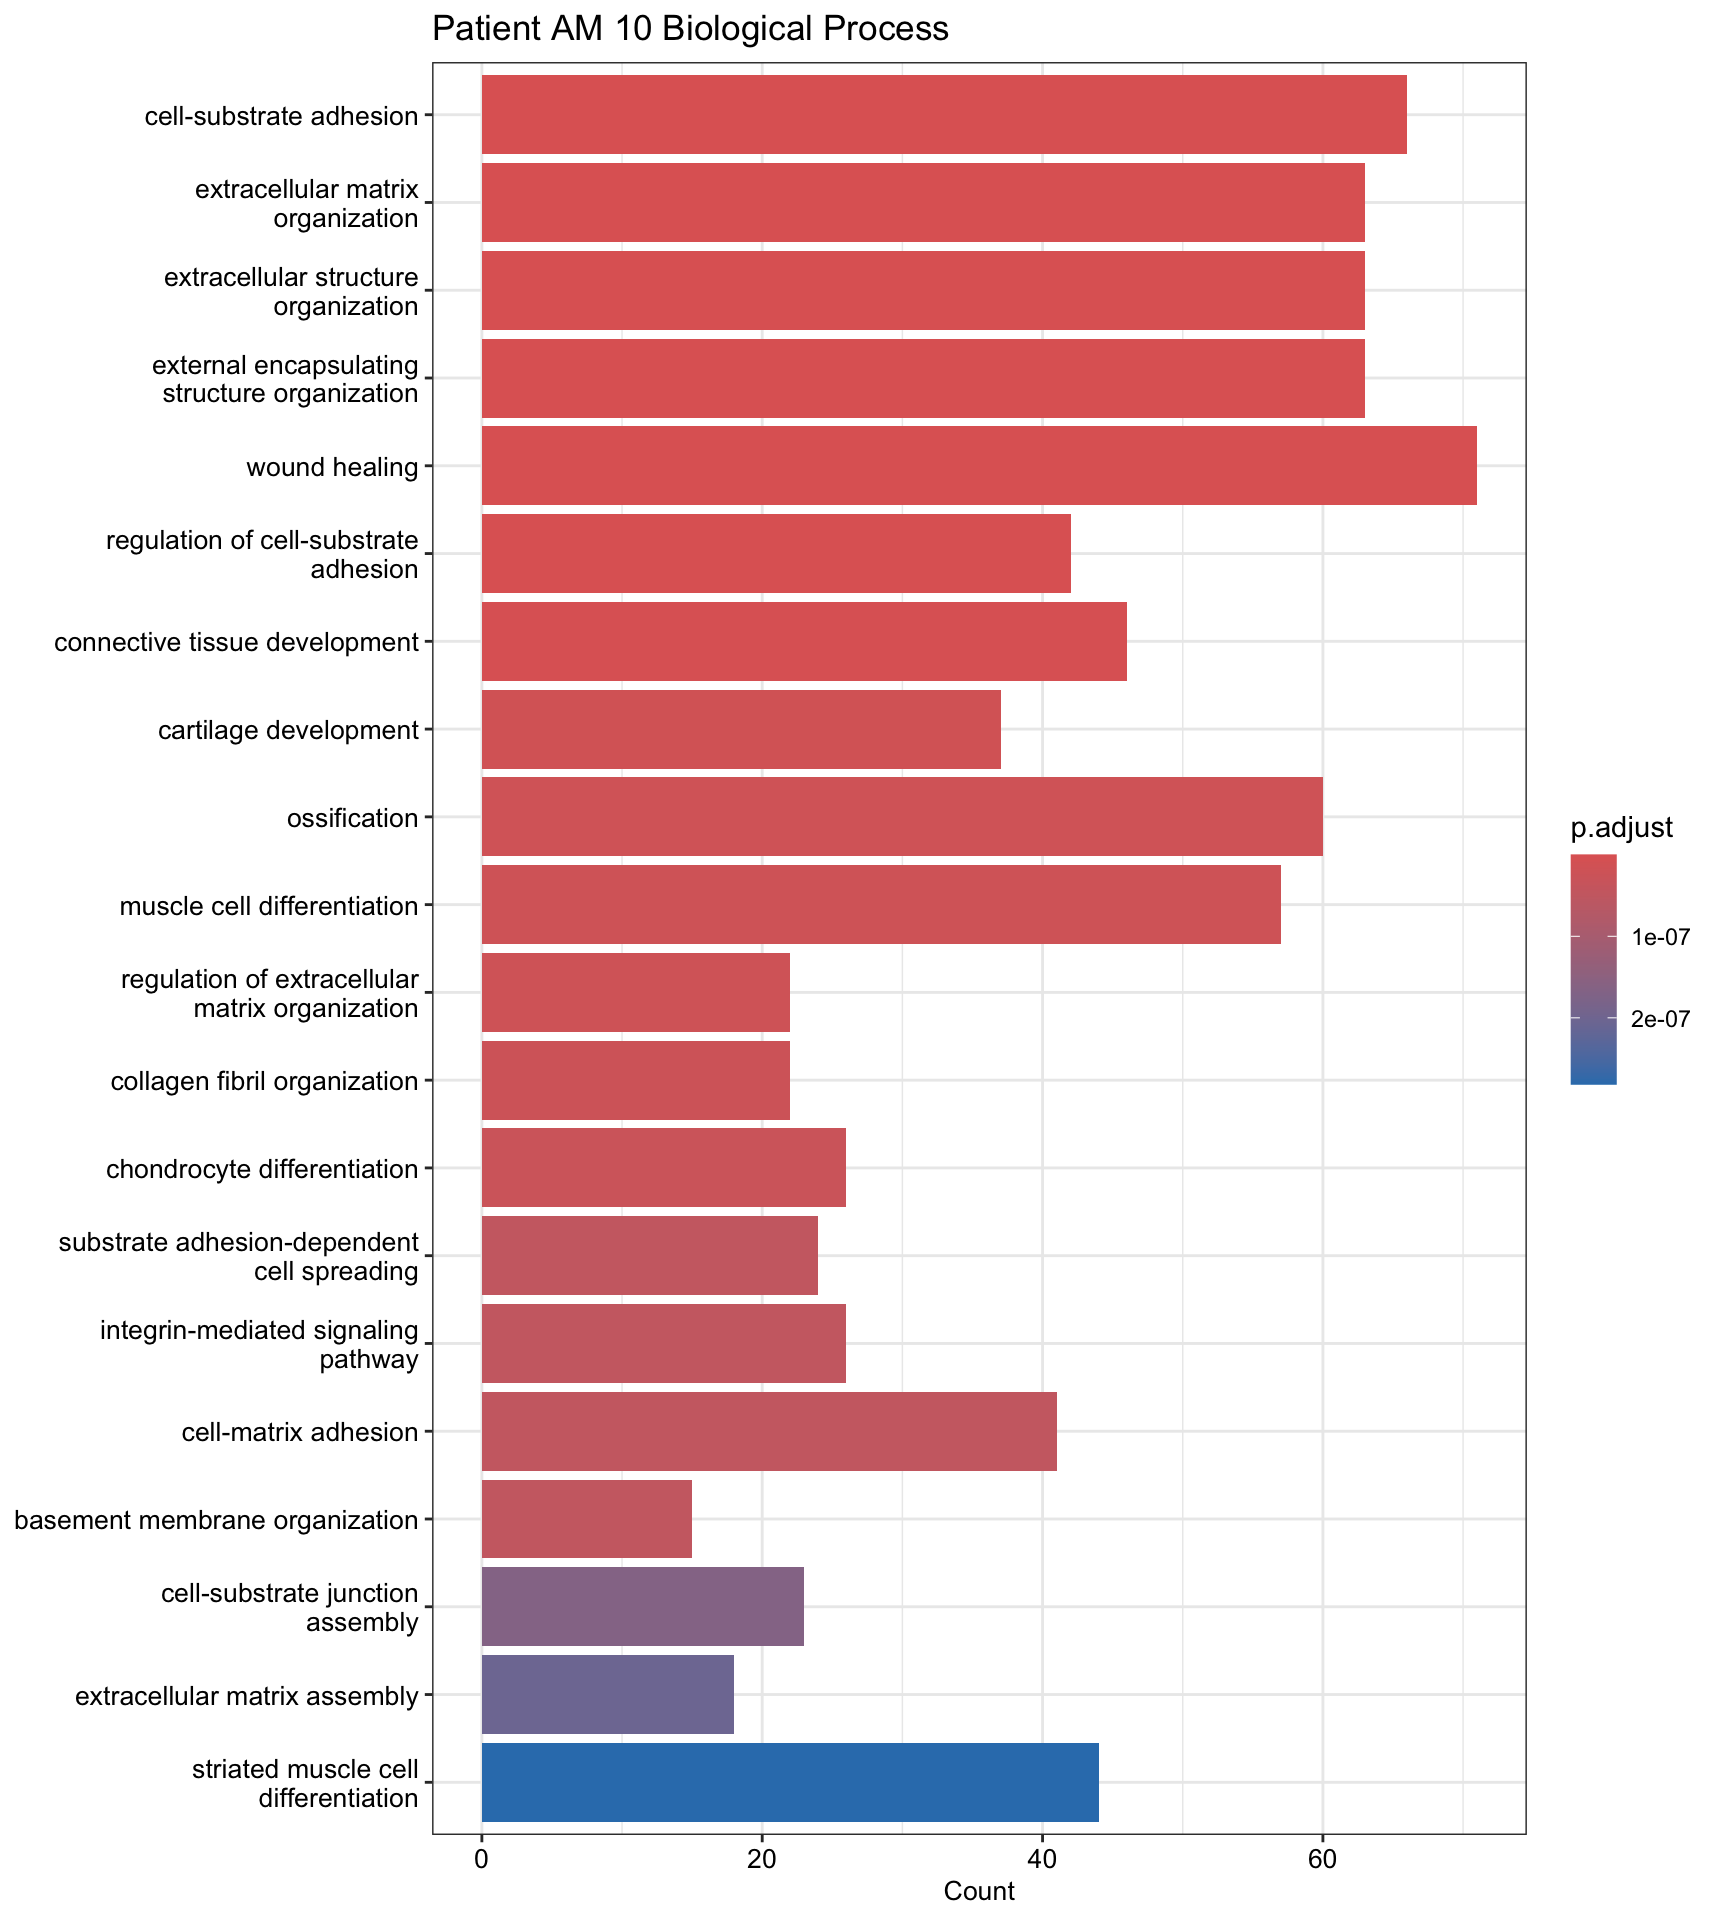 Patient AM 10 Biological Process
cell-substrate adhesion
extracellular matrix
organization
extracellular structure
organization
external encapsulating
structure organization
wound healing
regulation of cell-substrate
adhesion
connective tissue development
cartilage development
ossification
muscle cell differentiation
regulation of extracellular
matrix organization
collagen fibril organization
chondrocyte differentiation
substrate adhesion-dependent
cell spreading
integrin-mediated signaling
pathway
cell-matrix adhesion
basement membrane organization
cell-substrate junction
assembly
extracellular matrix assembly
striated muscle cell
differentiation
0 20 40 60
Count
p.adjust
1e-07
2e-07